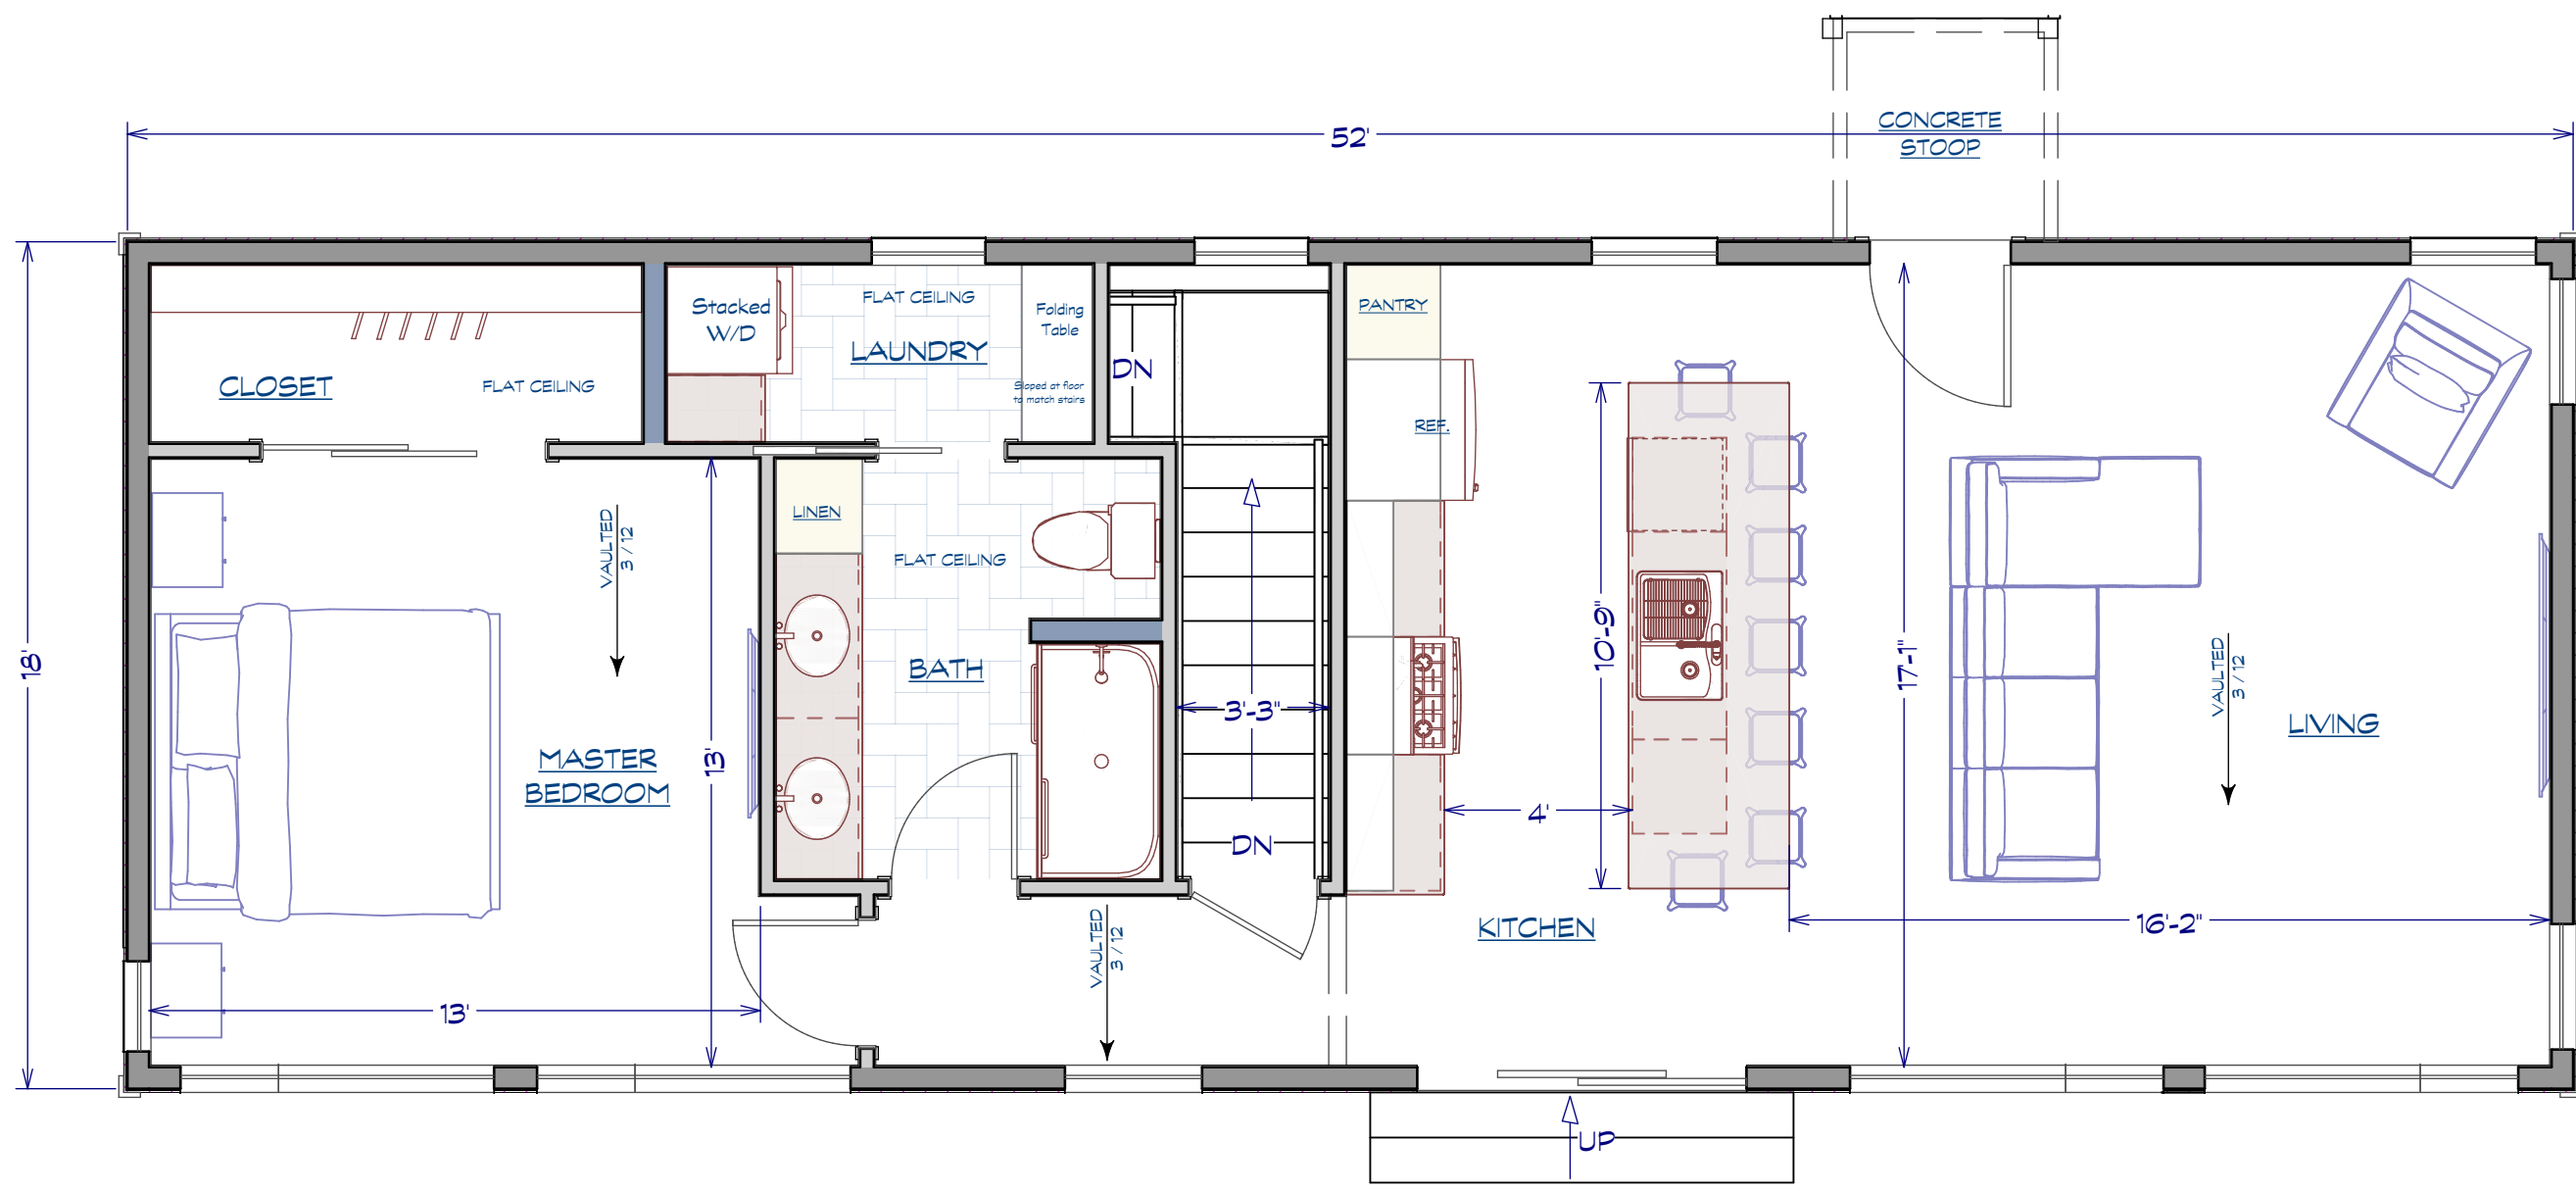 CONCRETE
STOOP
52'
18'
CLOSET
FLAT CEILING
Stacked
W/D
FLAT CEILING
LAUNDRY
Folding
Table
Sloped at floor
to match stairs
DN
PANTRY
REF.
LINEN
FLAT CEILING
BATH
VAULTED
3 / 12
MASTER
BEDROOM
13'
13'
3'-3"
DN
VAULTED
3 / 12
10'-9"
4'
KITCHEN
17'-1"
VAULTED
3 / 12
LIVING
16'-2"
UP